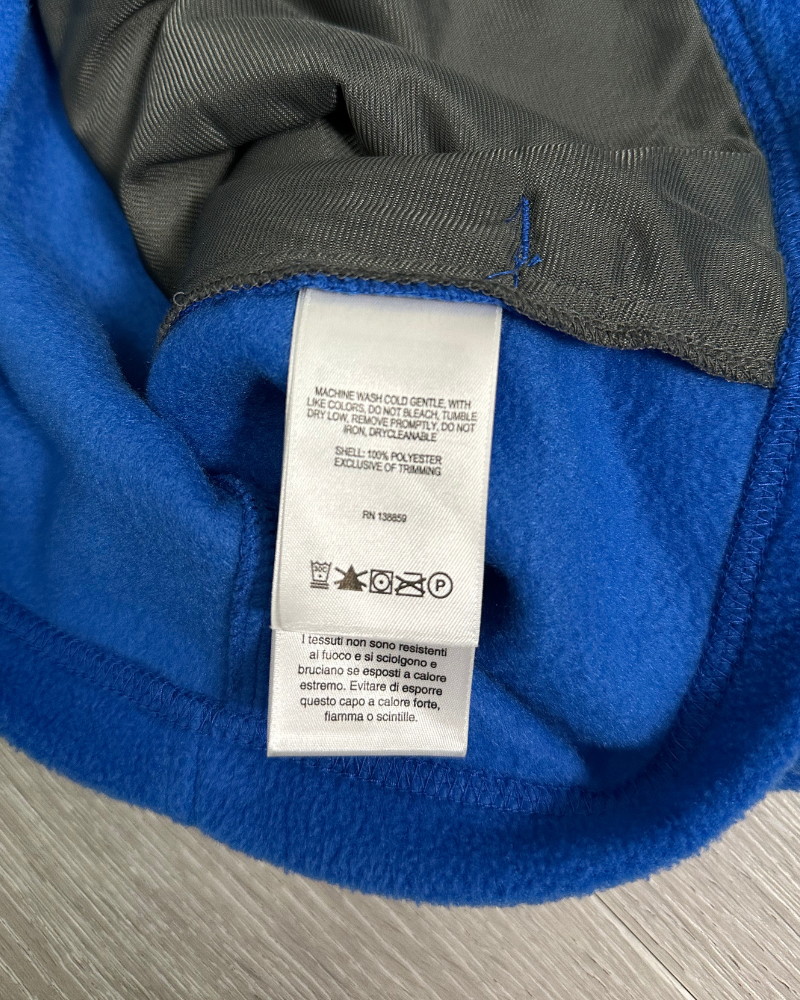 MACHINE WASH COLD GENTLE, WITH
LIKE COLORS, DO NOT BLEACH, TUMBLE
DRY LOW, REMOVE PROMPTLY, DO NOT
IRON, DRYCLEANABLE
SHELL: 100% POLYESTER
EXCLUSIVE OF TRIMMING
RN 138859
30C P
I tessuti non sono resistenti
al fuoco e si sciolgono e
bruciano se esposti a calore
estremo. Evitare di esporre
questo capo a calore forte,
fiamma o scintille.